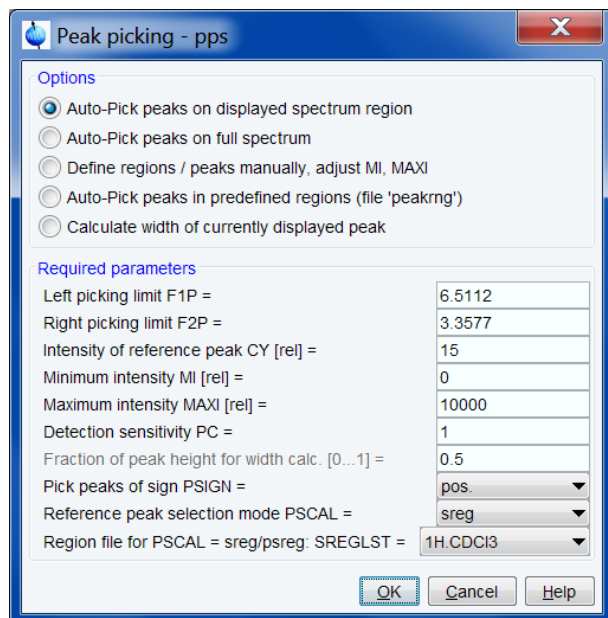 Peak picking - pps
Options
Auto-Pick peaks on displayed spectrum region
Auto-Pick peaks on full spectrum
Define regions / peaks manually, adjust MI, MAXI
Auto-Pick peaks in predefined regions (file 'peakrng')
Calculate width of currently displayed peak
Required parameters
Left picking limit F1P = 6.5112
Right picking limit F2P = 3.3577
Intensity of reference peak CY [rel] = 15
Minimum intensity MI [rel] = 0
Maximum intensity MAXI [rel] = 10000
Detection sensitivity PC = 1
Fraction of peak height for width calc. [0...1] = 0.5
Pick peaks of sign PSIGN = pos.
Reference peak selection mode PSCAL = sreg
Region file for PSCAL = sreg/psreg: SREGLST = 1H.CDCl3
OK Cancel Help